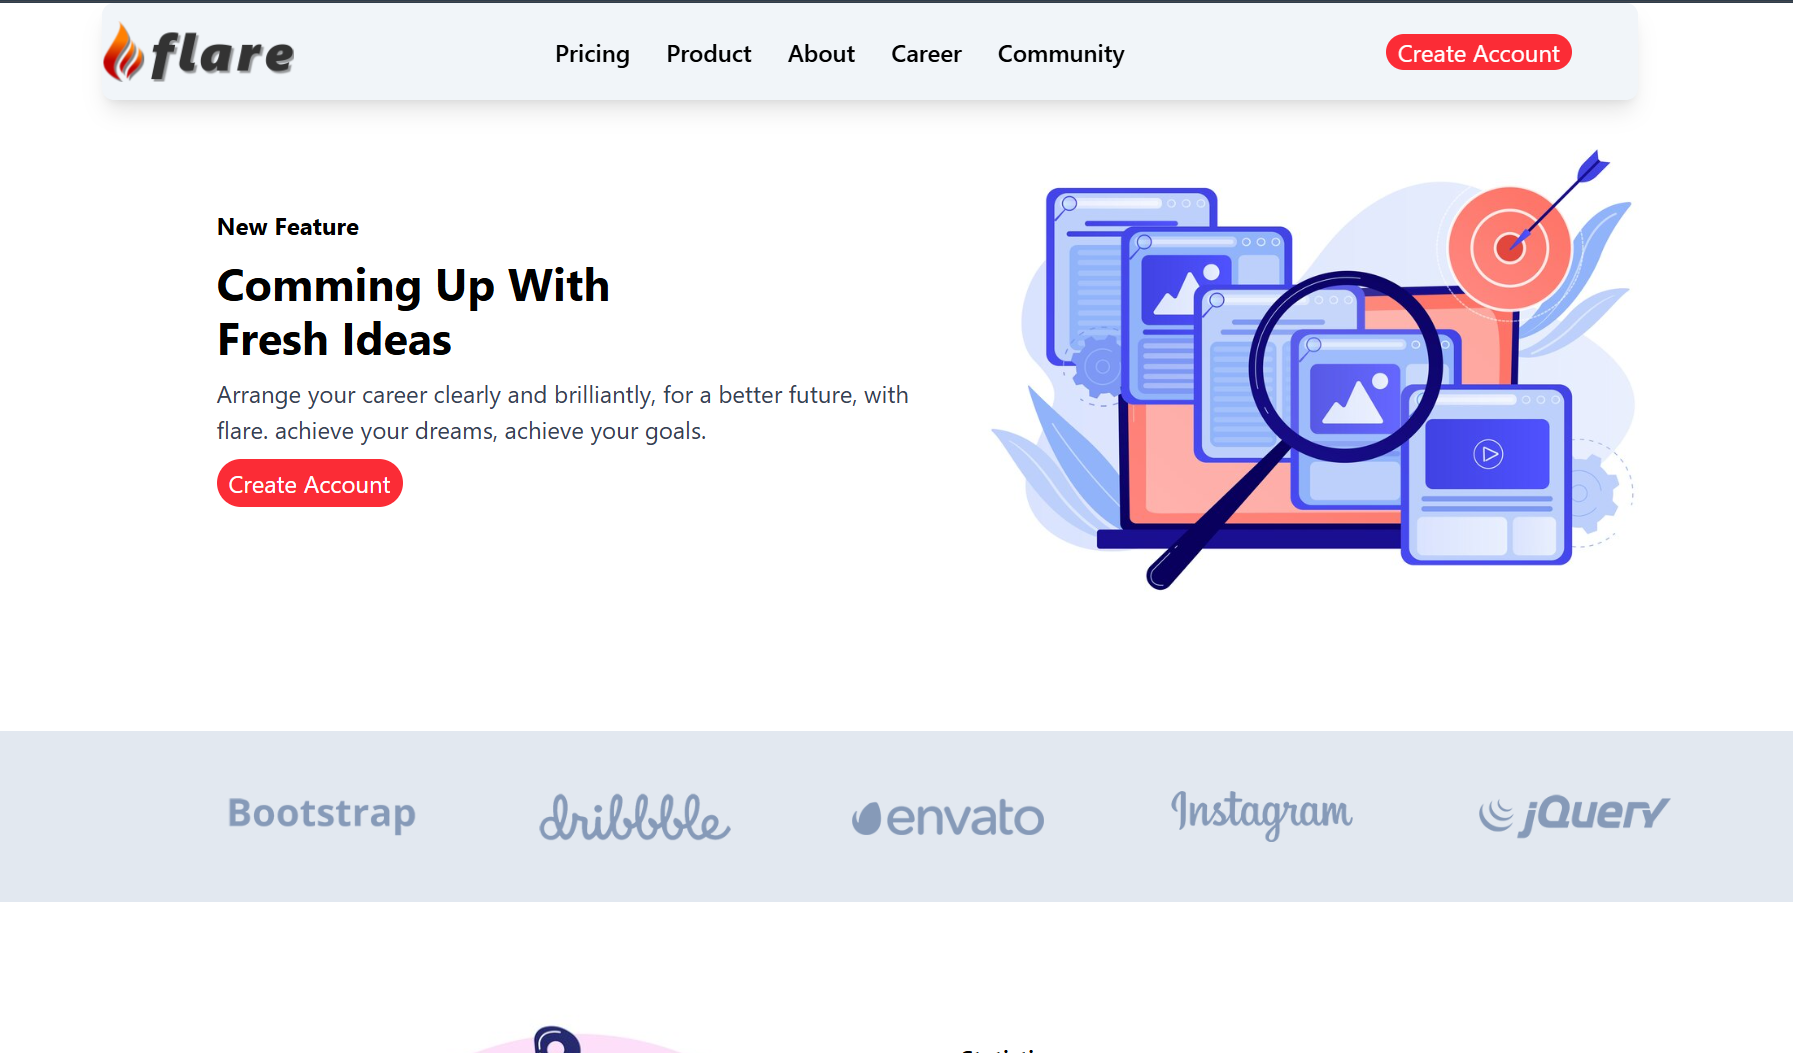 flare
Pricing Product About Career Community
Create Account
New Feature
Comming Up With
Fresh Ideas
Arrange your career clearly and brilliantly, for a better future, with
flare. achieve your dreams, achieve your goals.
Create Account
Bootstrap dribbble envato Instagram jQuery